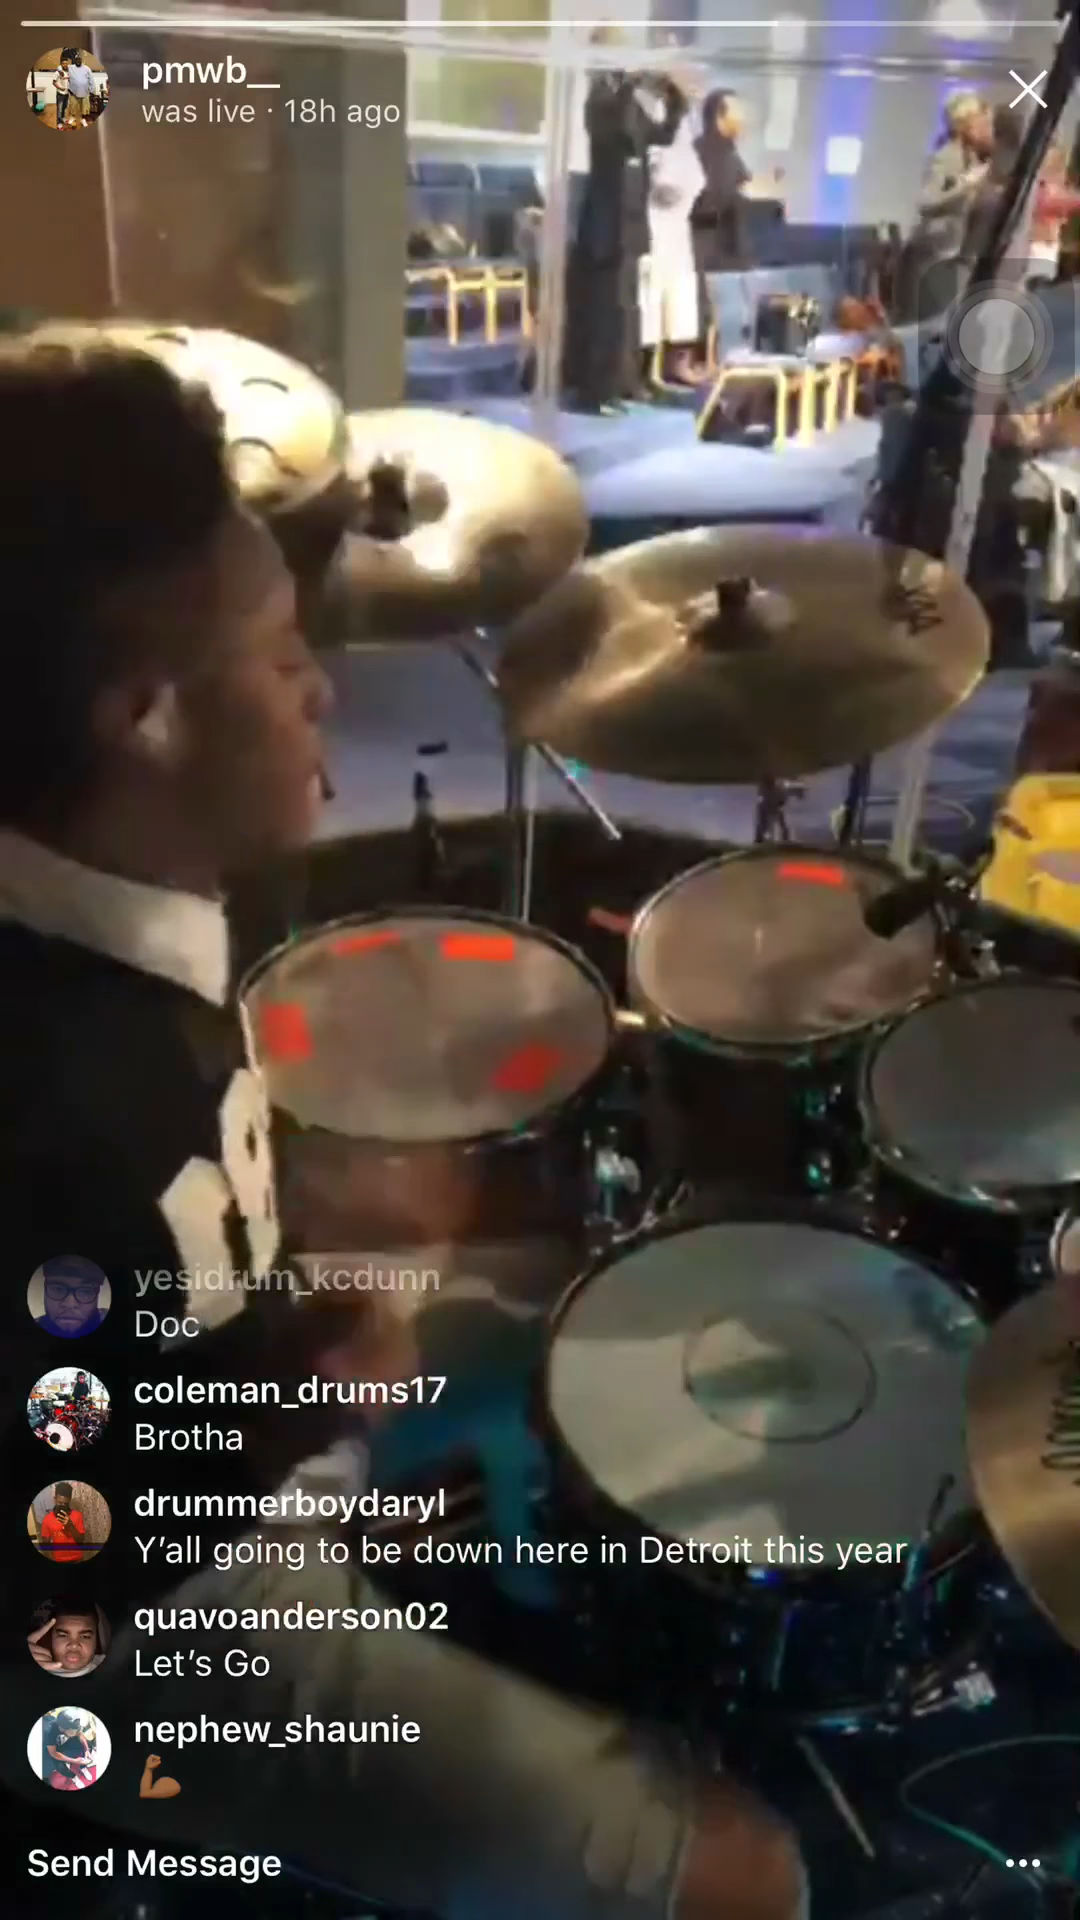 pmwb__
was live · 18h ago
yesidrum_kcdunn
Doc
coleman_drums17
Brotha
drummerboydaryl
Y'all going to be down here in Detroit this year
quavoanderson02
Let's Go
nephew_shaunie
💪🏽
Send Message